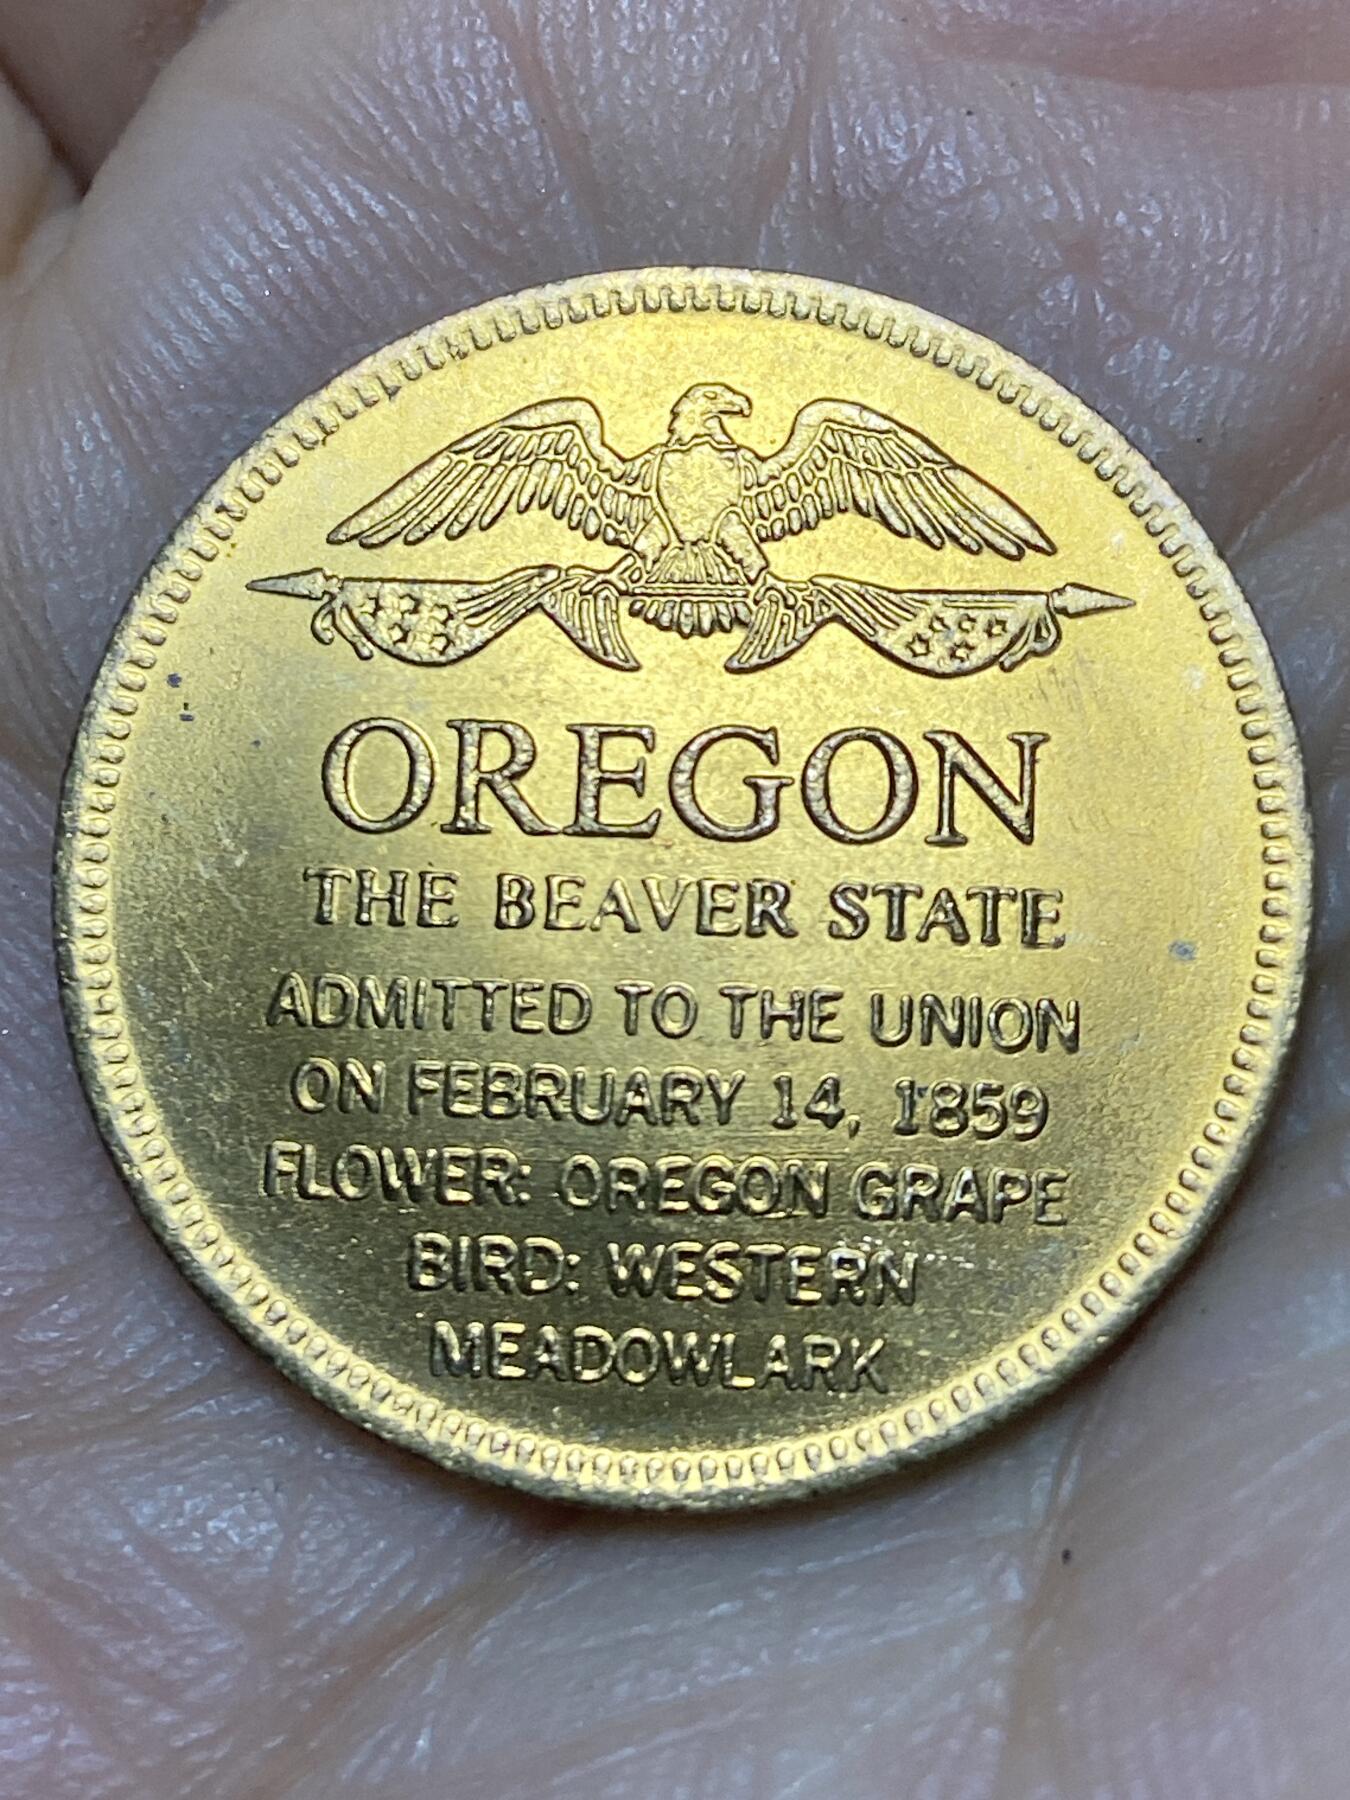 OREGON
THE BEAVER STATE
ADMITTED TO THE UNION
ON FEBRUARY 14, 1859
FLOWER: OREGON GRAPE
BIRD: WESTERN
MEADOWLARK